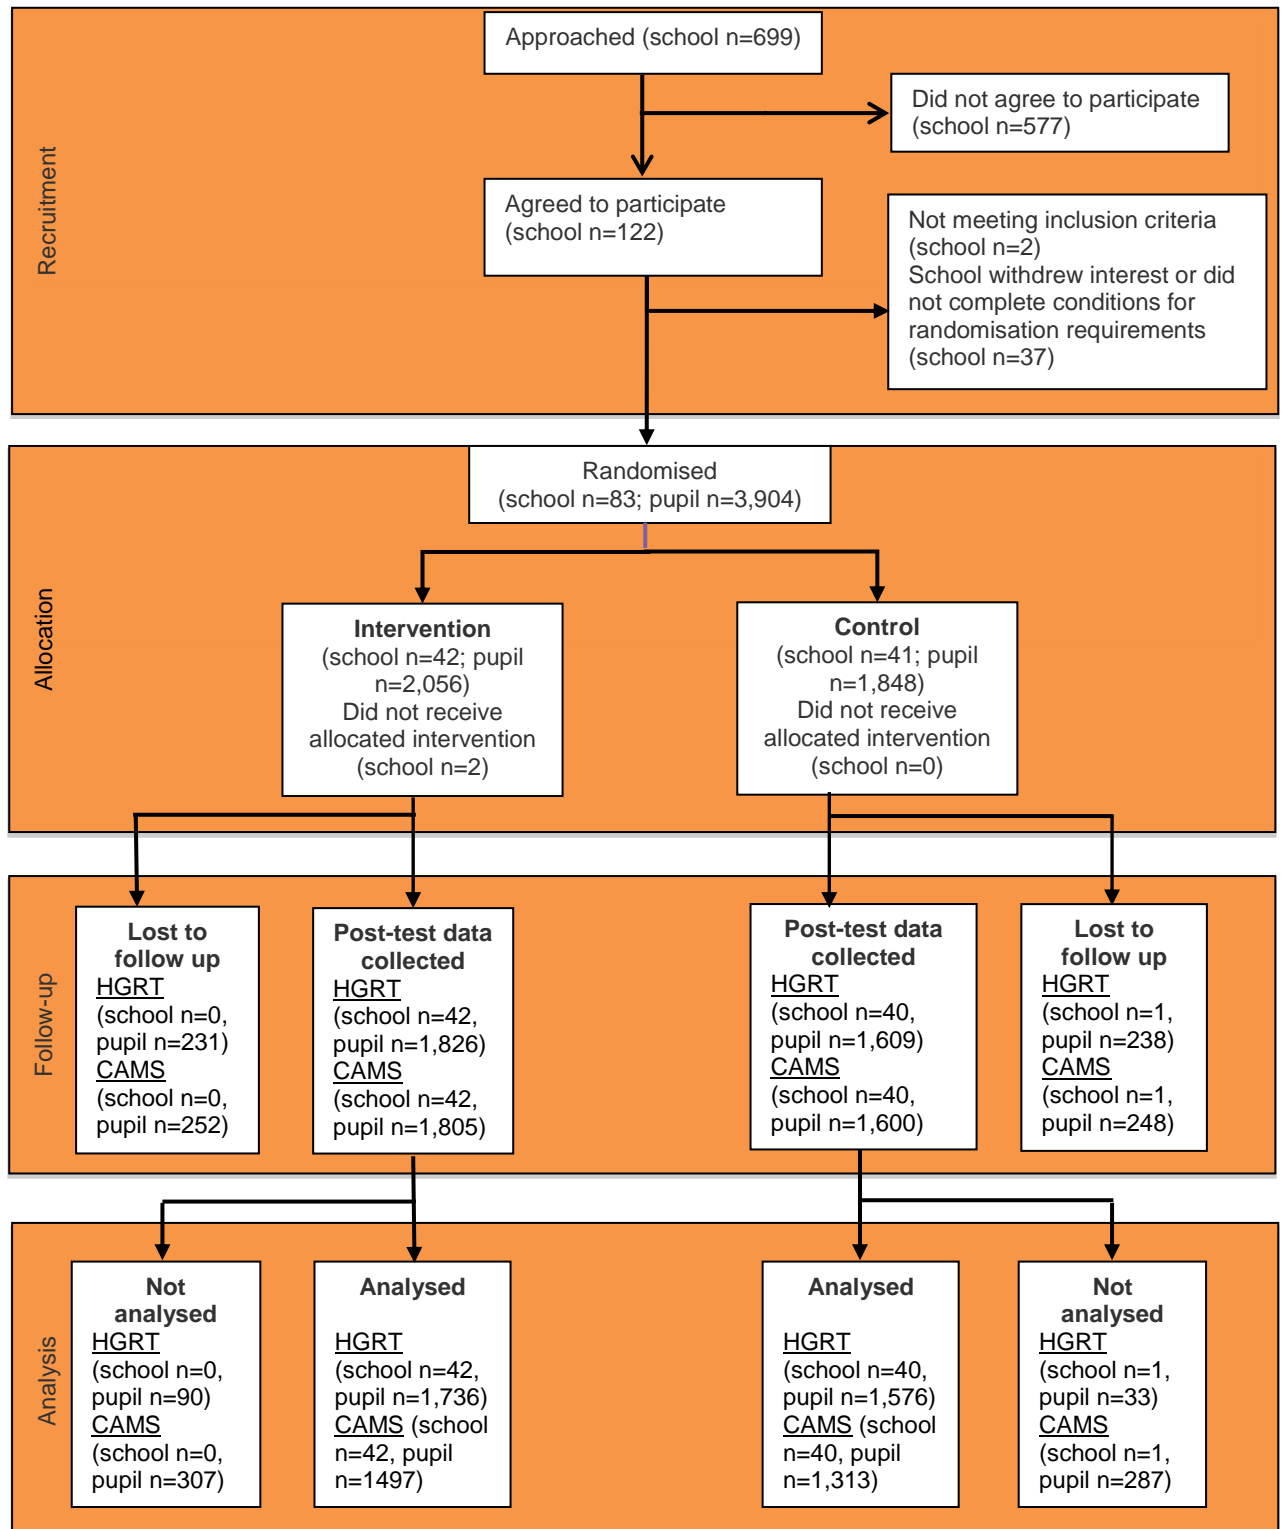 Approached (school n=699)
Did not agree to participate
(school n=577)
Recruitment
Agreed to participate
(school n=122)
Not meeting inclusion criteria
(school n=2)
School withdrew interest or did
not complete conditions for
randomisation requirements
(school n=37)
Randomised
(school n=83; pupil n=3,904)
Allocation
Intervention
(school n=42; pupil
n=2,056)
Did not receive
allocated intervention
(school n=2)
Control
(school n=41; pupil
n=1,848)
Did not receive
allocated intervention
(school n=0)
Follow-up
Lost to
follow up
HGRT
(school n=0,
pupil n=231)
CAMS
(school n=0,
pupil n=252)
Post-test data
collected
HGRT
(school n=42,
pupil n=1,826)
CAMS
(school n=42,
pupil n=1,805)
Post-test data
collected
HGRT
(school n=40,
pupil n=1,609)
CAMS
(school n=40,
pupil n=1,600)
Lost to
follow up
HGRT
(school n=1,
pupil n=238)
CAMS
(school n=1,
pupil n=248)
Analysis
Not
analysed
HGRT
(school n=0,
pupil n=90)
CAMS
(school n=0,
pupil n=307)
Analysed
HGRT
(school n=42,
pupil n=1,736)
CAMS (school
n=42, pupil
n=1497)
Analysed
HGRT
(school n=40,
pupil n=1,576)
CAMS (school
n=40, pupil
n=1,313)
Not
analysed
HGRT
(school n=1,
pupil n=33)
CAMS
(school n=1,
pupil n=287)